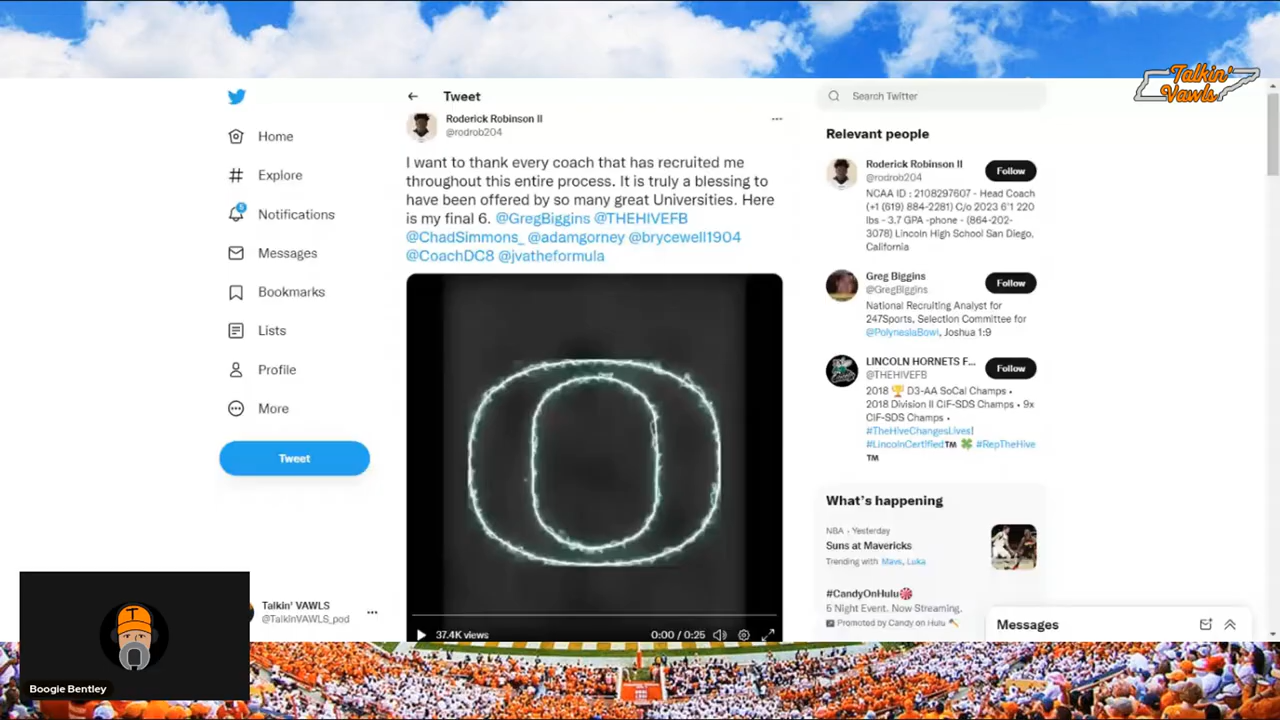 Talkin'
Vawls
Tweet
Search Twitter
Home
Explore
Notifications
Messages
Bookmarks
Lists
Profile
More
Tweet
Talkin' VAWLS
@TalkinVAWLS_pod
Roderick Robinson II
@rodrob204
I want to thank every coach that has recruited me
throughout this entire process. It is truly a blessing to
have been offered by so many great Universities. Here
is my final 6. @GregBiggins @THEHIVEFB
@ChadSimmons_ @adamgorney @brycewell1904
@CoachDC8 @jvatheformula
O
37.4K views
0:00 / 0:25
Relevant people
Roderick Robinson II
@rodrob204
Follow
NCAA ID : 2108297607 - Head Coach
(+1 (619) 884-2281) C/o 2023 6'1 220
lbs - 3.7 GPA -phone - (864-202-
3078) Lincoln High School San Diego,
California
Greg Biggins
@GregBiggins
Follow
National Recruiting Analyst for
247Sports, Selection Committee for
@PolynesiaBowl, Joshua 1:9
LINCOLN HORNETS F...
@THEHIVEFB
Follow
2018 🏆 D3-AA SoCal Champs •
2018 Division II CIF-SDS Champs • 9x
CIF-SDS Champs •
#TheHiveChangesLives!
#LincolnCertified™ 🍀 #RepTheHive
™
What's happening
NBA · Yesterday
Suns at Mavericks
Trending with Mavs, Luka
#CandyOnHulu
5 Night Event. Now Streaming.
Promoted by Candy on Hulu
Messages
T
Boogie Bentley